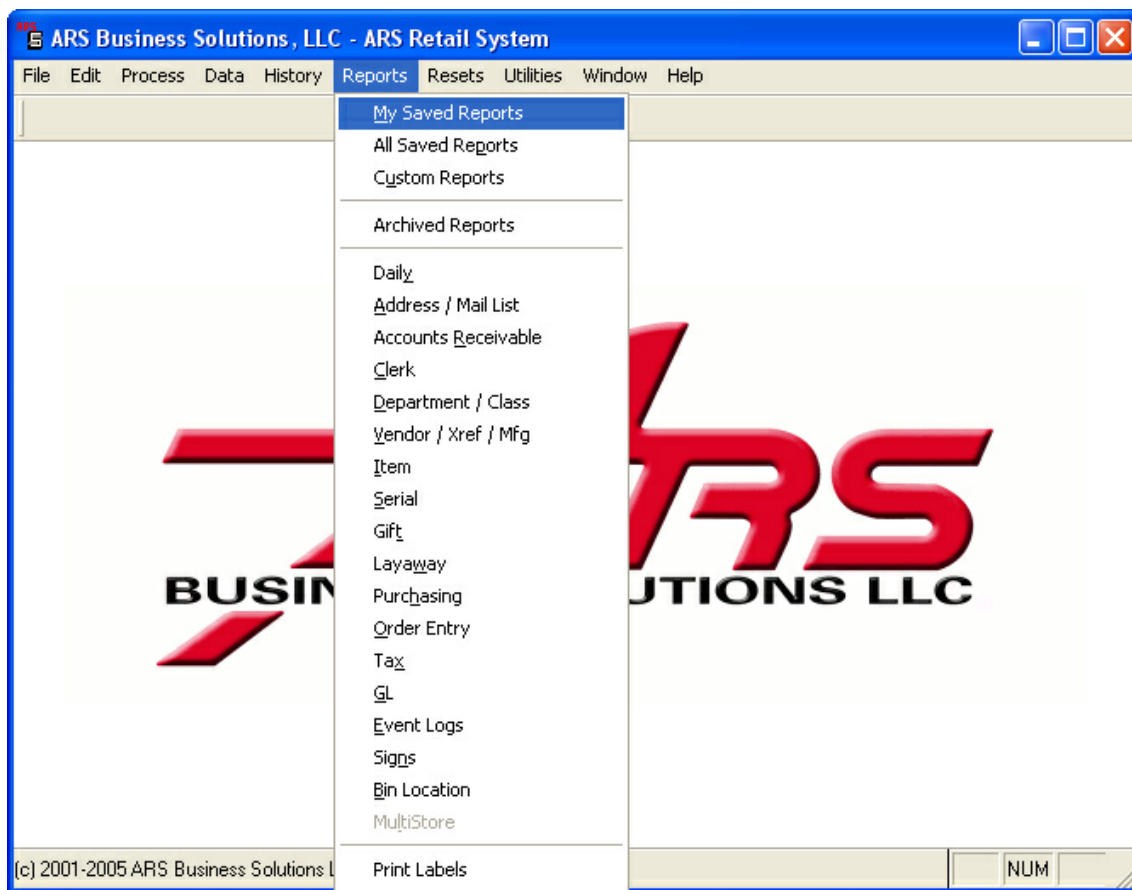 ARS Business Solutions, LLC - ARS Retail System
File Edit Process Data History Reports Resets Utilities Window Help
My Saved Reports
All Saved Reports
Custom Reports
Archived Reports
Daily
Address / Mail List
Accounts Receivable
Clerk
Department / Class
Vendor / Xref / Mfg
Item
Serial
Gift
Layaway
Purchasing
Order Entry
Tax
GL
Event Logs
Signs
Bin Location
MultiStore
Print Labels
ARS
BUSIN UTIONS LLC
(c) 2001-2005 ARS Business Solutions L
NUM